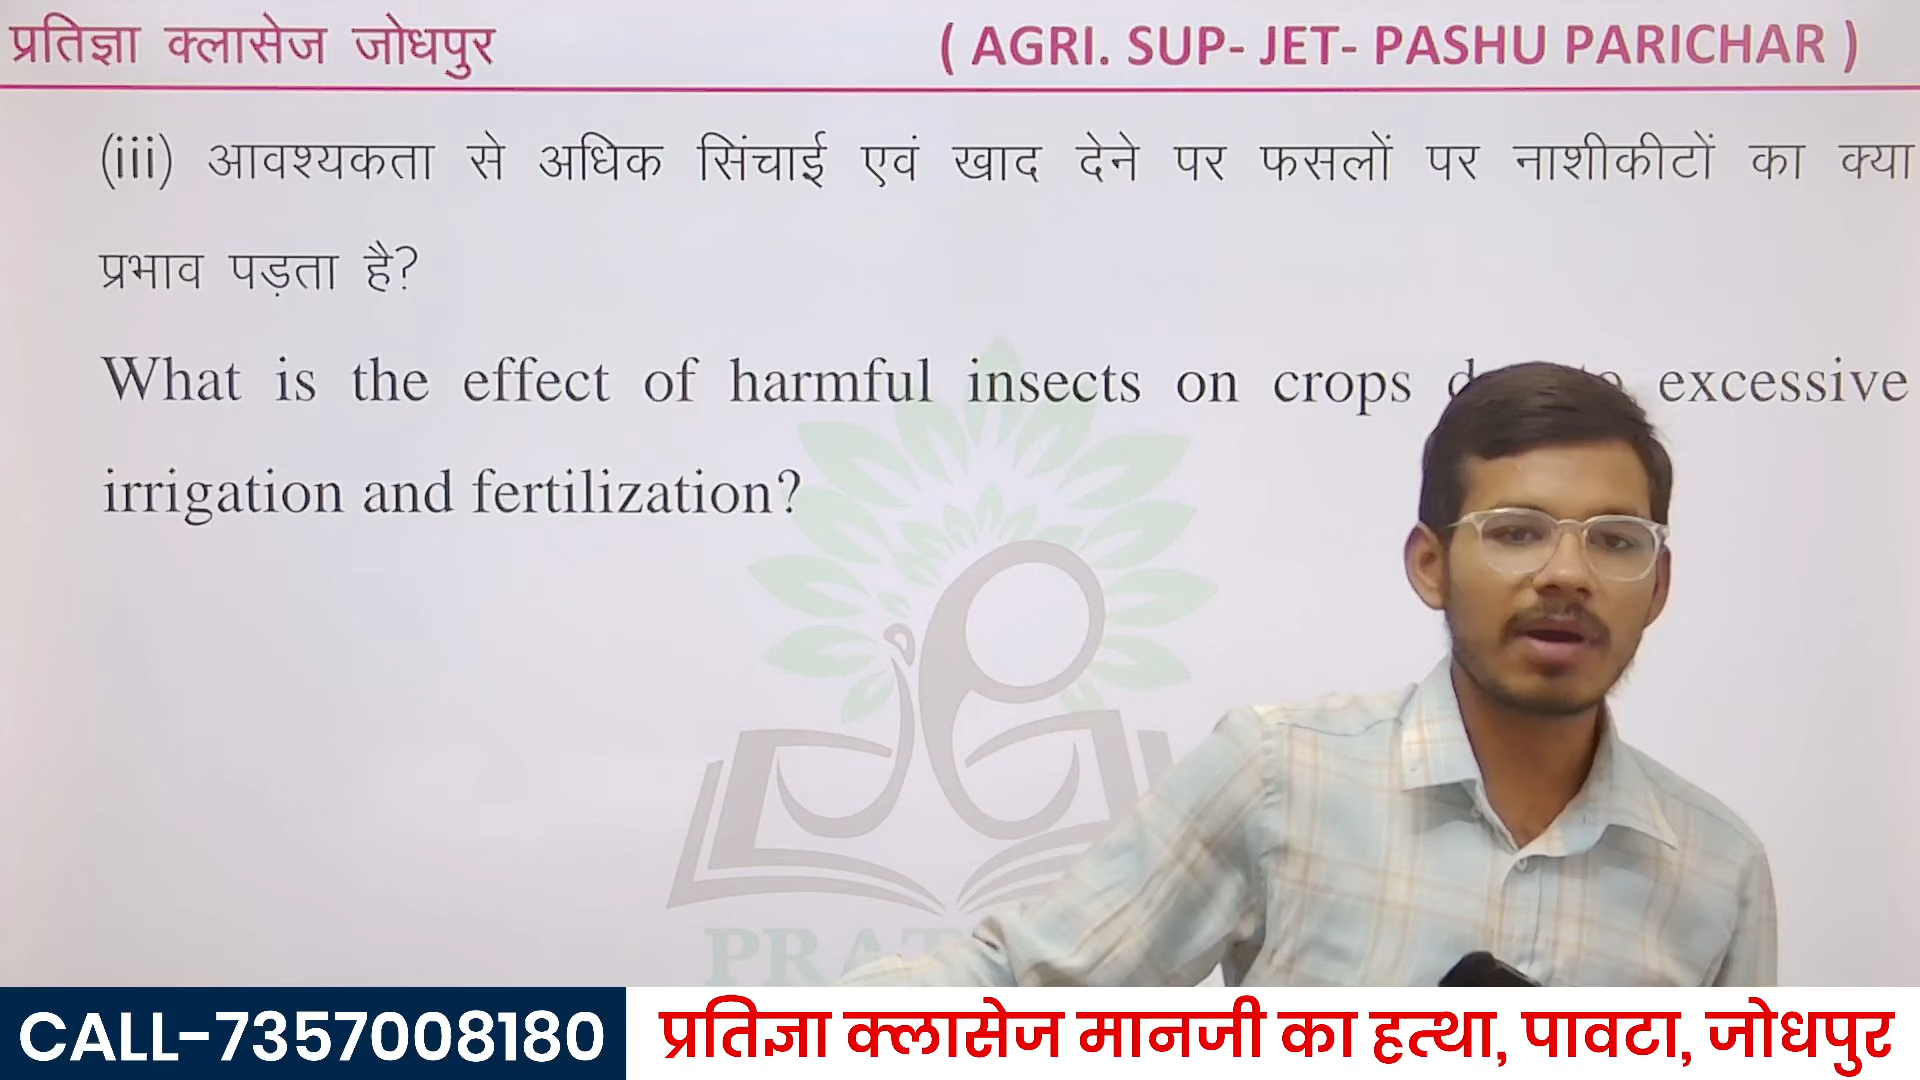 प्रतिज्ञा क्लासेज जोधपुर
( AGRI. SUP- JET- PASHU PARICHAR )
(iii) आवश्यकता से अधिक सिंचाई एवं खाद देने पर फसलों पर नाशीकीटों का क्या
प्रभाव पड़ता है?
What is the effect of harmful insects on crops excessive
irrigation and fertilization?
CALL-7357008180
प्रतिज्ञा क्लासेज मानजी का हत्था, पावटा, जोधपुर